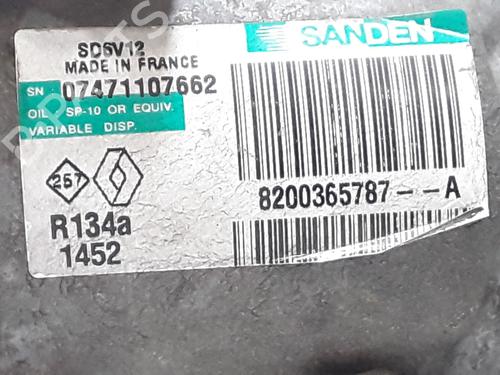 SD6V12
MADE IN FRANCE
SN 07471107662
OIL SP-10 OR EQUIV.
VARIABLE DISP.
257
R134a
1452
SANDEN
8200365787--A